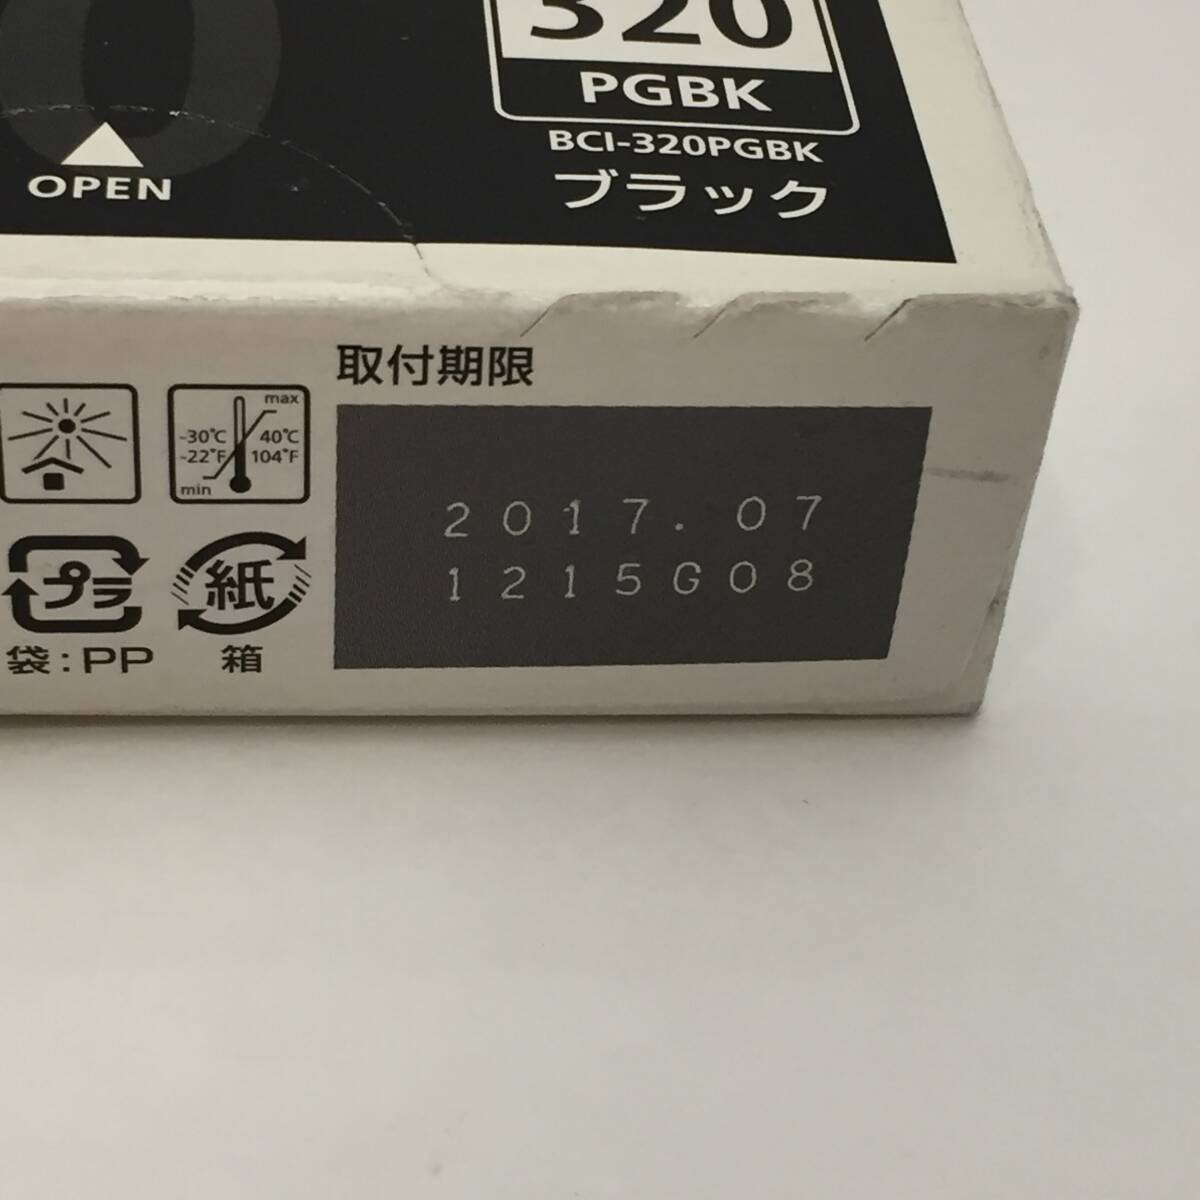 320
PGBK
BCI-320PGBK
ブラック
OPEN
取付期限
max
-30℃ 40℃
-22°F 104°F
min
2017.07
1215G08
プラ
紙
袋:PP
箱